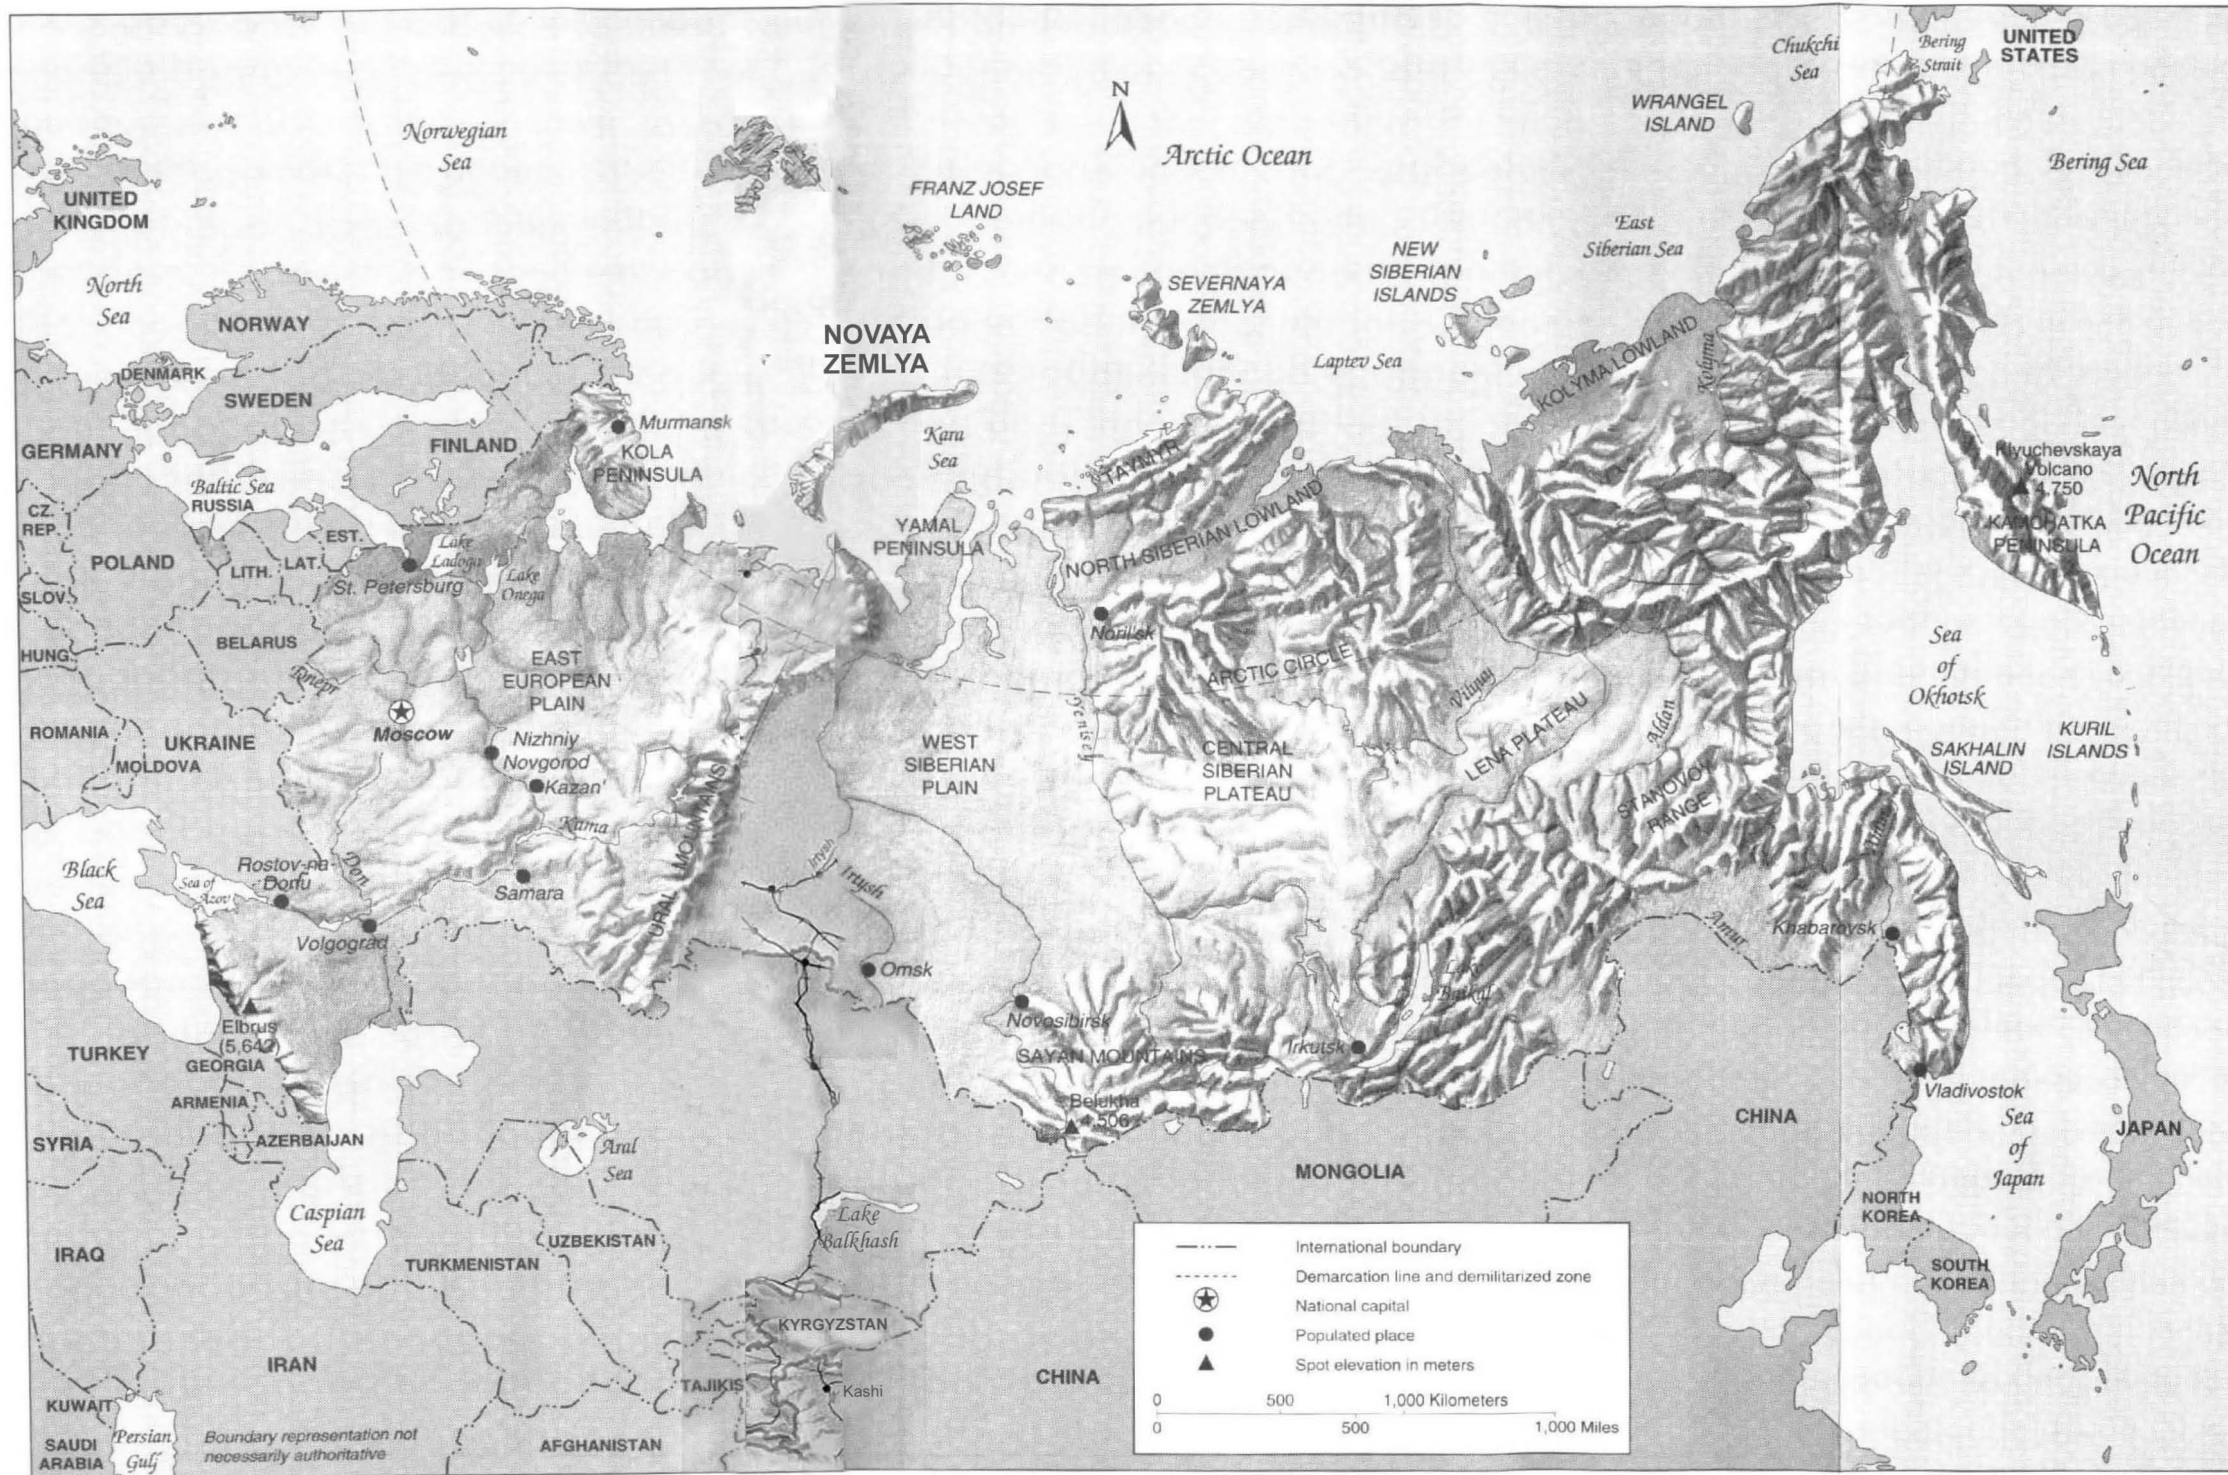 UNITED
STATES
Bering
Strait
Chukchi
Sea
WRANGEL
ISLAND
Bering Sea
N
Arctic Ocean
Norwegian
Sea
FRANZ JOSEF
LAND
UNITED
KINGDOM
East
Siberian Sea
NEW
SIBERIAN
ISLANDS
SEVERNAYA
ZEMLYA
North
Sea
NORWAY
NOVAYA
ZEMLYA
Laptev Sea
KOLYMA LOWLAND
Kolyma
DENMARK
SWEDEN
Murmansk
KOLA
PENINSULA
Kara
Sea
GERMANY
FINLAND
TAYMYR
Klyuchevskaya
Volcano
4,750
North
Pacific
Ocean
KAMCHATKA
PENINSULA
Baltic Sea
RUSSIA
CZ.
REP.
EST.
Lake
Ladoga
YAMAL
PENINSULA
NORTH SIBERIAN LOWLAND
POLAND
LITH.
LAT.
St. Petersburg
Lake
Onega
SLOV.
Noril'sk
BELARUS
HUNG.
Dnepr
EAST
EUROPEAN
PLAIN
ARCTIC CIRCLE
Vilyuy
Sea
of
Okhotsk
Moscow
ROMANIA
UKRAINE
MOLDOVA
Nizhniy
Novgorod
Kazan'
Kama
URAL MOUNTAINS
WEST
SIBERIAN
PLAIN
Yenisey
CENTRAL
SIBERIAN
PLATEAU
LENA PLATEAU
Aldan
STANOVOY
RANGE
SAKHALIN
ISLAND
KURIL
ISLANDS
Black
Sea
Sea of
Azov
Rostov-na-
Donu
Don
Samara
Irtysh
Irtysh
Volgograd
Omsk
Amur
Amur
Khabarovsk
Elbrus
(5,642)
Novosibirsk
SAYAN MOUNTAINS
Irkutsk
Lake
Baikal
TURKEY
GEORGIA
ARMENIA
AZERBAIJAN
Belukha
4,506
Vladivostok
CHINA
Sea
of
Japan
JAPAN
SYRIA
Aral
Sea
MONGOLIA
Caspian
Sea
IRAQ
TURKMENISTAN
UZBEKISTAN
Lake
Balkhash
NORTH
KOREA
SOUTH
KOREA
KYRGYZSTAN
IRAN
TAJIKIS
Kashi
CHINA
KUWAIT
SAUDI
ARABIA
Persian
Gulf
Boundary representation not
necessarily authoritative
AFGHANISTAN
International boundary
Demarcation line and demilitarized zone
National capital
Populated place
Spot elevation in meters
0 500 1,000 Kilometers
0 500 1,000 Miles